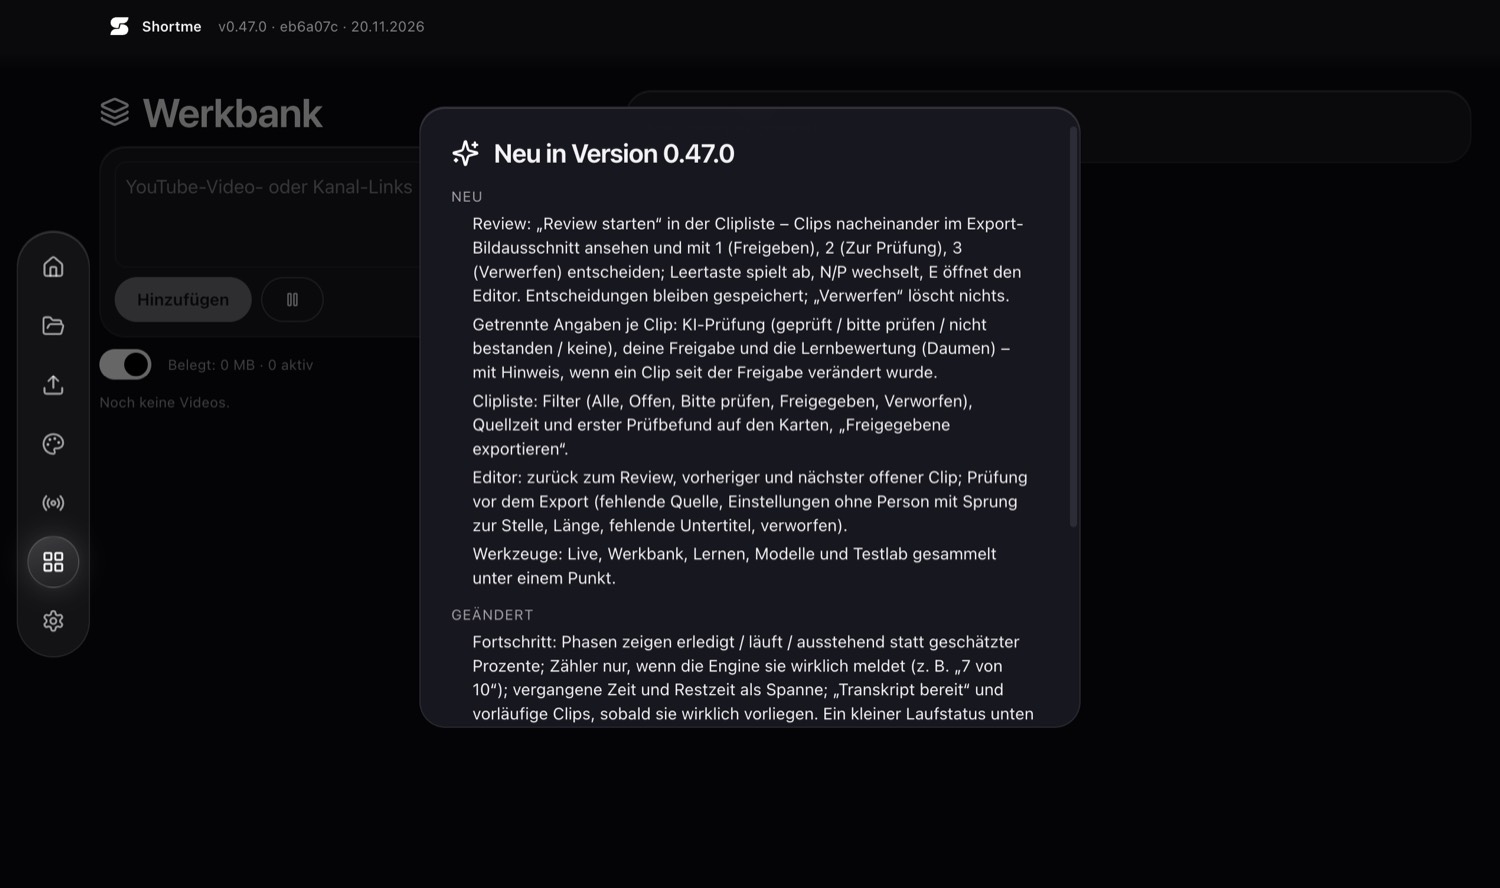 Shortme v0.47.0 · eb6a07c · 20.11.2026
Werkbank
YouTube-Video- oder Kanal-Links
Hinzufügen
Belegt: 0 MB · 0 aktiv
Noch keine Videos.
Neu in Version 0.47.0
NEU
Review: „Review starten“ in der Clipliste – Clips nacheinander im Export-
Bildausschnitt ansehen und mit 1 (Freigeben), 2 (Zur Prüfung), 3
(Verwerfen) entscheiden; Leertaste spielt ab, N/P wechselt, E öffnet den
Editor. Entscheidungen bleiben gespeichert; „Verwerfen“ löscht nichts.
Getrennte Angaben je Clip: KI-Prüfung (geprüft / bitte prüfen / nicht
bestanden / keine), deine Freigabe und die Lernbewertung (Daumen) –
mit Hinweis, wenn ein Clip seit der Freigabe verändert wurde.
Clipliste: Filter (Alle, Offen, Bitte prüfen, Freigegeben, Verworfen),
Quellzeit und erster Prüfbefund auf den Karten, „Freigegebene
exportieren“.
Editor: zurück zum Review, vorheriger und nächster offener Clip; Prüfung
vor dem Export (fehlende Quelle, Einstellungen ohne Person mit Sprung
zur Stelle, Länge, fehlende Untertitel, verworfen).
Werkzeuge: Live, Werkbank, Lernen, Modelle und Testlab gesammelt
unter einem Punkt.
GEÄNDERT
Fortschritt: Phasen zeigen erledigt / läuft / ausstehend statt geschätzter
Prozente; Zähler nur, wenn die Engine sie wirklich meldet (z. B. „7 von
10“); vergangene Zeit und Restzeit als Spanne; „Transkript bereit“ und
vorläufige Clips, sobald sie wirklich vorliegen. Ein kleiner Laufstatus unten